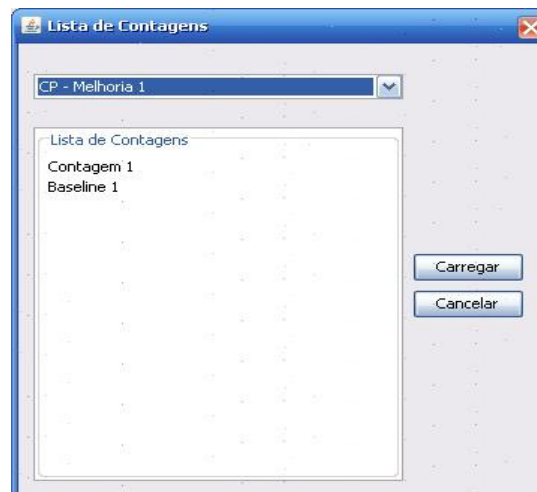 Lista de Contagens
CP - Melhoria 1
Lista de Contagens
Contagem 1
Baseline 1
Carregar
Cancelar